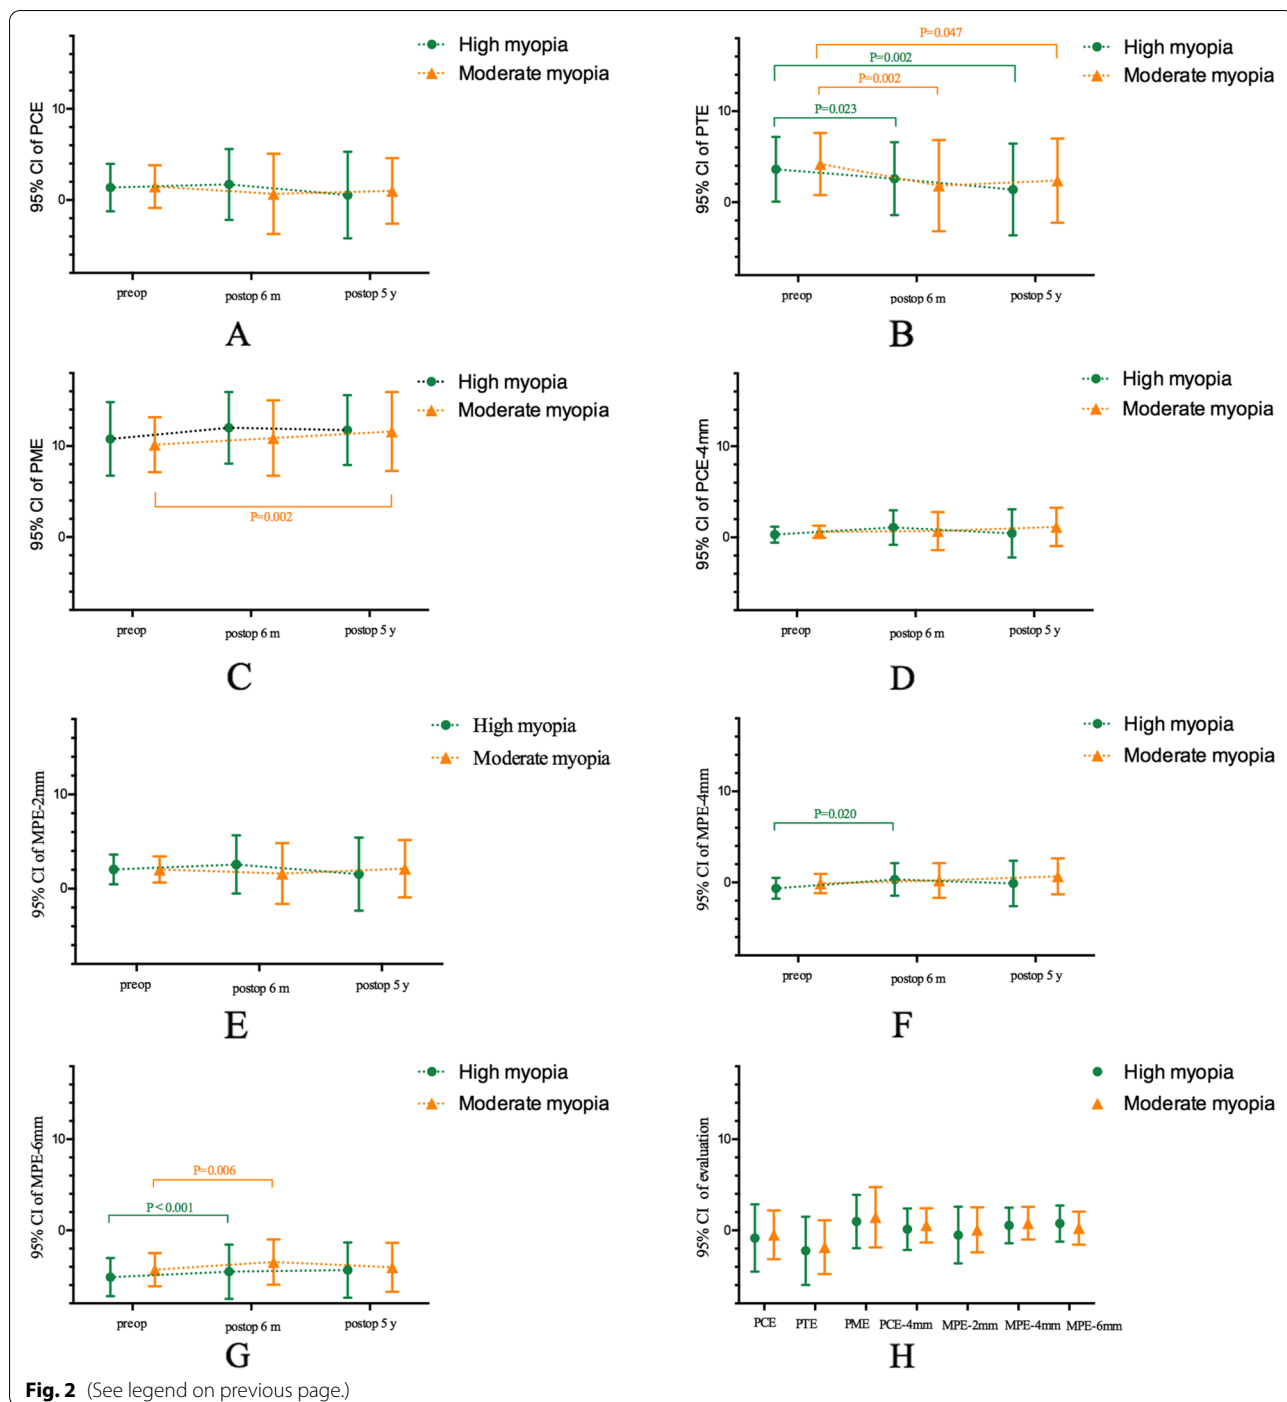 High myopia
Moderate myopia
95% CI of PCE
10
0
preop
postop 6 m
postop 5 y
A
P=0.047
P=0.002
P=0.002
P=0.023
High myopia
Moderate myopia
95% CI of PTE
10
0
preop
postop 6 m
postop 5 y
B
High myopia
Moderate myopia
95% CI of PME
10
0
P=0.002
preop
postop 6 m
postop 5 y
C
High myopia
Moderate myopia
95% CI of PCE-4mm
10
0
preop
postop 6 m
postop 5 y
D
High myopia
Moderate myopia
95% CI of MPE-2mm
10
0
preop
postop 6 m
postop 5 y
E
High myopia
Moderate myopia
95% CI of MPE-4mm
10
0
P=0.020
preop
postop 6 m
postop 5 y
F
High myopia
Moderate myopia
95% CI of MPE-6mm
10
0
P=0.006
P<0.001
preop
postop 6 m
postop 5 y
G
High myopia
Moderate myopia
95% CI of evaluation
10
0
PCE
PTE
PME
PCE-4mm
MPE-2mm
MPE-4mm
MPE-6mm
H
Fig. 2 (See legend on previous page.)